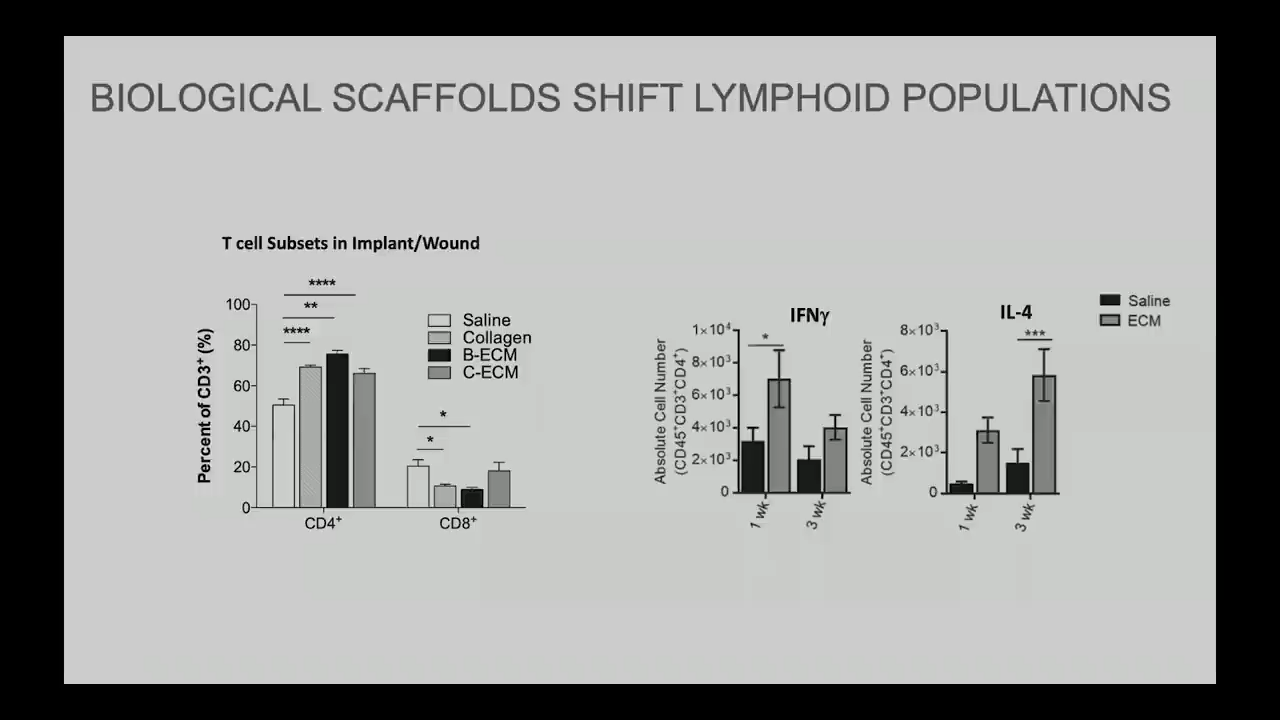 BIOLOGICAL SCAFFOLDS SHIFT LYMPHOID POPULATIONS
T cell Subsets in Implant/Wound
Percent of CD3⁺ (%)
100
80
60
40
20
0
****
**
****
*
*
CD4⁺
CD8⁺
Saline
Collagen
B-ECM
C-ECM
IFNγ
Absolute Cell Number
(CD45⁺CD3⁺CD4⁺)
1×10⁴
8×10³
6×10³
4×10³
2×10³
0
*
1 wk
3 wk
IL-4
Absolute Cell Number
(CD45⁺CD3⁺CD4⁺)
8×10³
6×10³
4×10³
2×10³
0
***
1 wk
3 wk
Saline
ECM